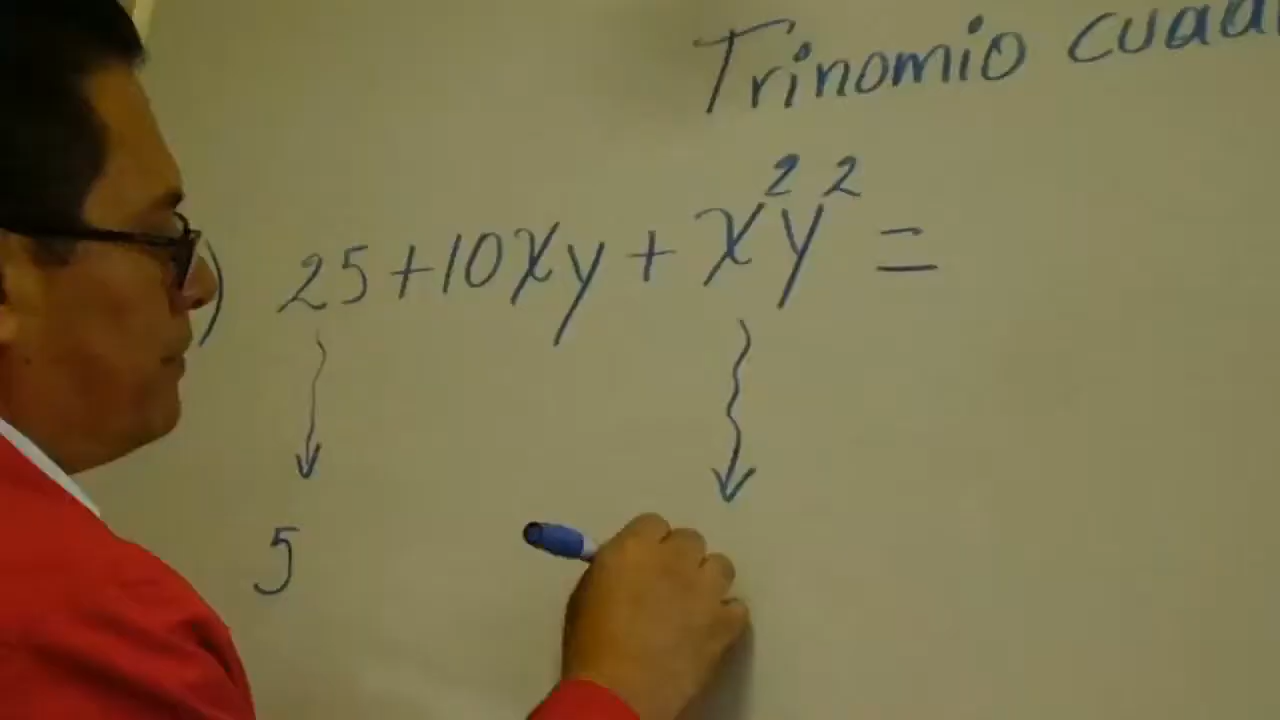 Trinomio
) 25+10xy + x²y² =
5